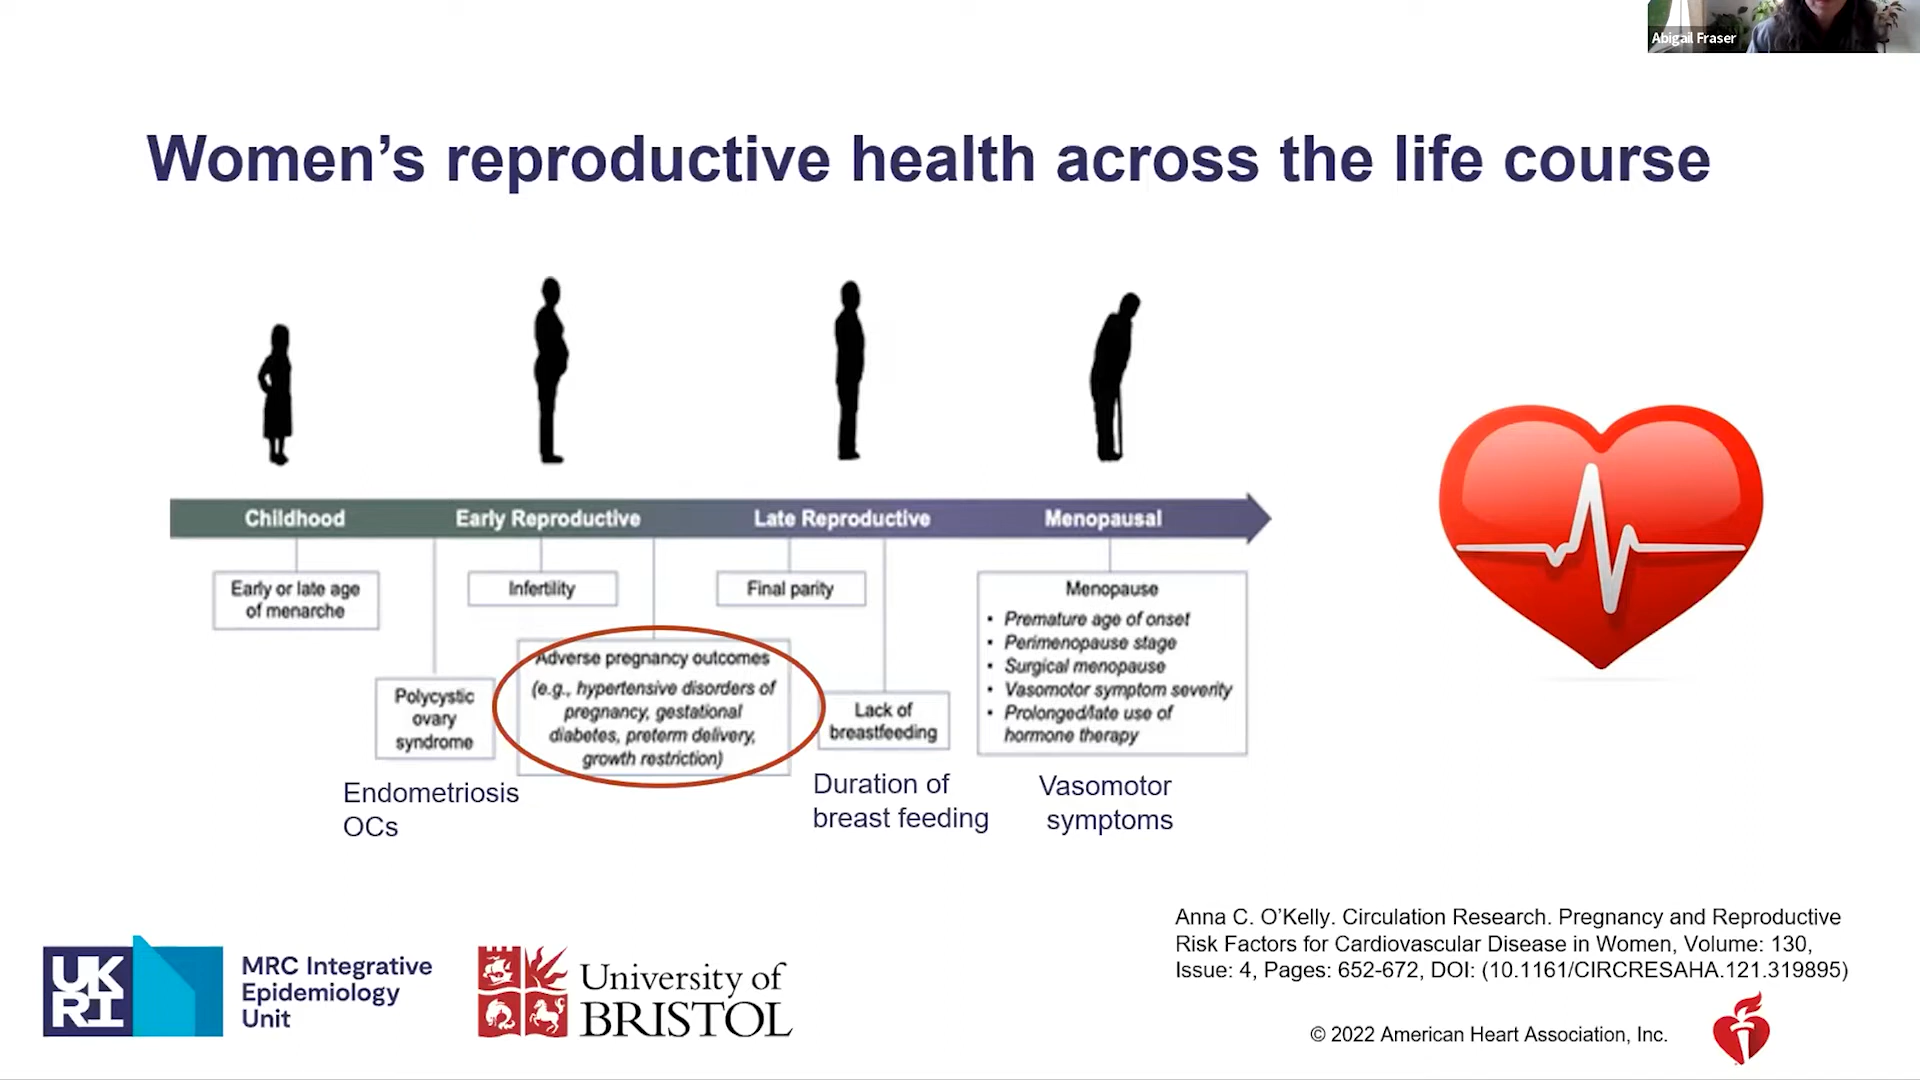 Abigail Fraser
Women's reproductive health across the life course
Childhood
Early Reproductive
Late Reproductive
Menopausal
Early or late age
of menarche
Infertility
Final parity
Menopause
• Premature age of onset
• Perimenopause stage
• Surgical menopause
• Vasomotor symptom severity
• Prolonged/late use of
hormone therapy
Polycystic
ovary
syndrome
Adverse pregnancy outcomes
(e.g., hypertensive disorders of
pregnancy, gestational
diabetes, preterm delivery,
growth restriction)
Lack of
breastfeeding
Endometriosis
OCs
Duration of
breast feeding
Vasomotor
symptoms
Anna C. O'Kelly. Circulation Research. Pregnancy and Reproductive
Risk Factors for Cardiovascular Disease in Women, Volume: 130,
Issue: 4, Pages: 652-672, DOI: (10.1161/CIRCRESAHA.121.319895)
UK
RI
MRC Integrative
Epidemiology
Unit
University of
BRISTOL
© 2022 American Heart Association, Inc.